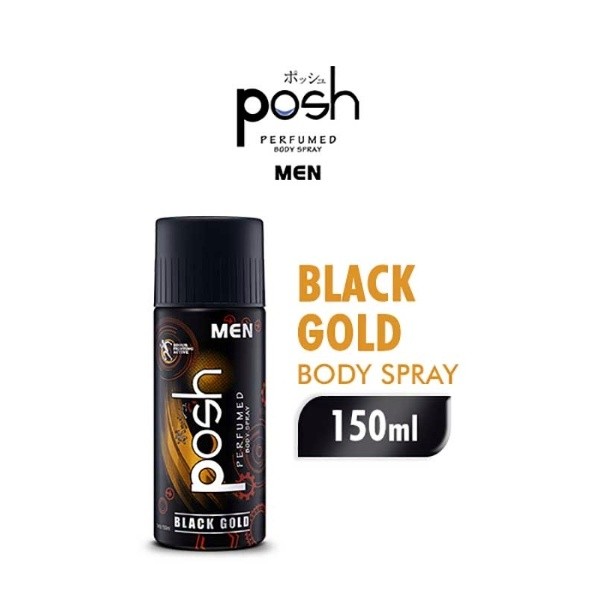 ポッシュ
posh
PERFUMED
BODY SPRAY
MEN
BLACK
GOLD
BODY SPRAY
150ml
MEN
posh
PERFUMED
BODY SPRAY
BLACK GOLD